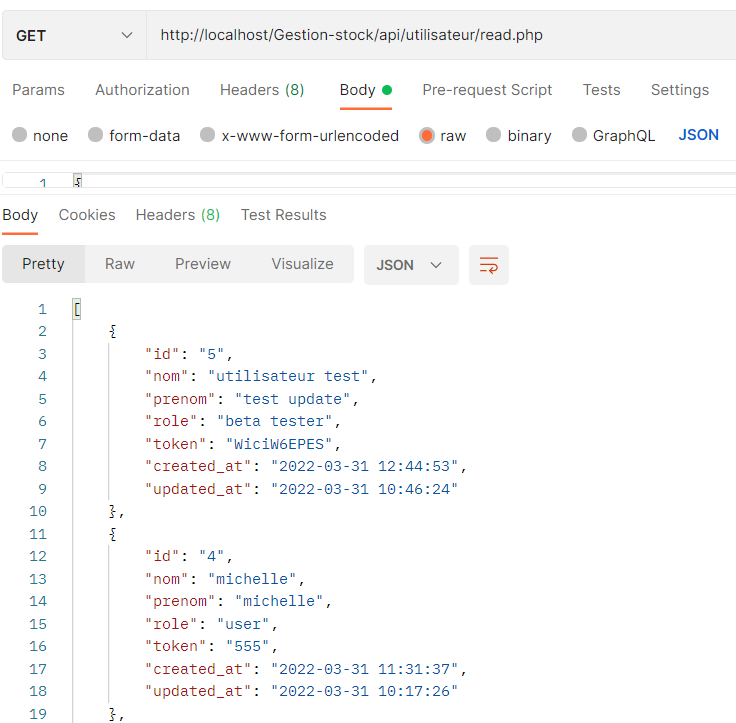 GET http://localhost/Gestion-stock/api/utilisateur/read.php
Params Authorization Headers (8) Body Pre-request Script Tests Settings
none form-data x-www-form-urlencoded raw binary GraphQL JSON
1 {
Body Cookies Headers (8) Test Results
Pretty Raw Preview Visualize JSON
1 [
2 {
3 "id": "5",
4 "nom": "utilisateur test",
5 "prenom": "test update",
6 "role": "beta tester",
7 "token": "WiciW6EPES",
8 "created_at": "2022-03-31 12:44:53",
9 "updated_at": "2022-03-31 10:46:24"
10 },
11 {
12 "id": "4",
13 "nom": "michelle",
14 "prenom": "michelle",
15 "role": "user",
16 "token": "555",
17 "created_at": "2022-03-31 11:31:37",
18 "updated_at": "2022-03-31 10:17:26"
19 },